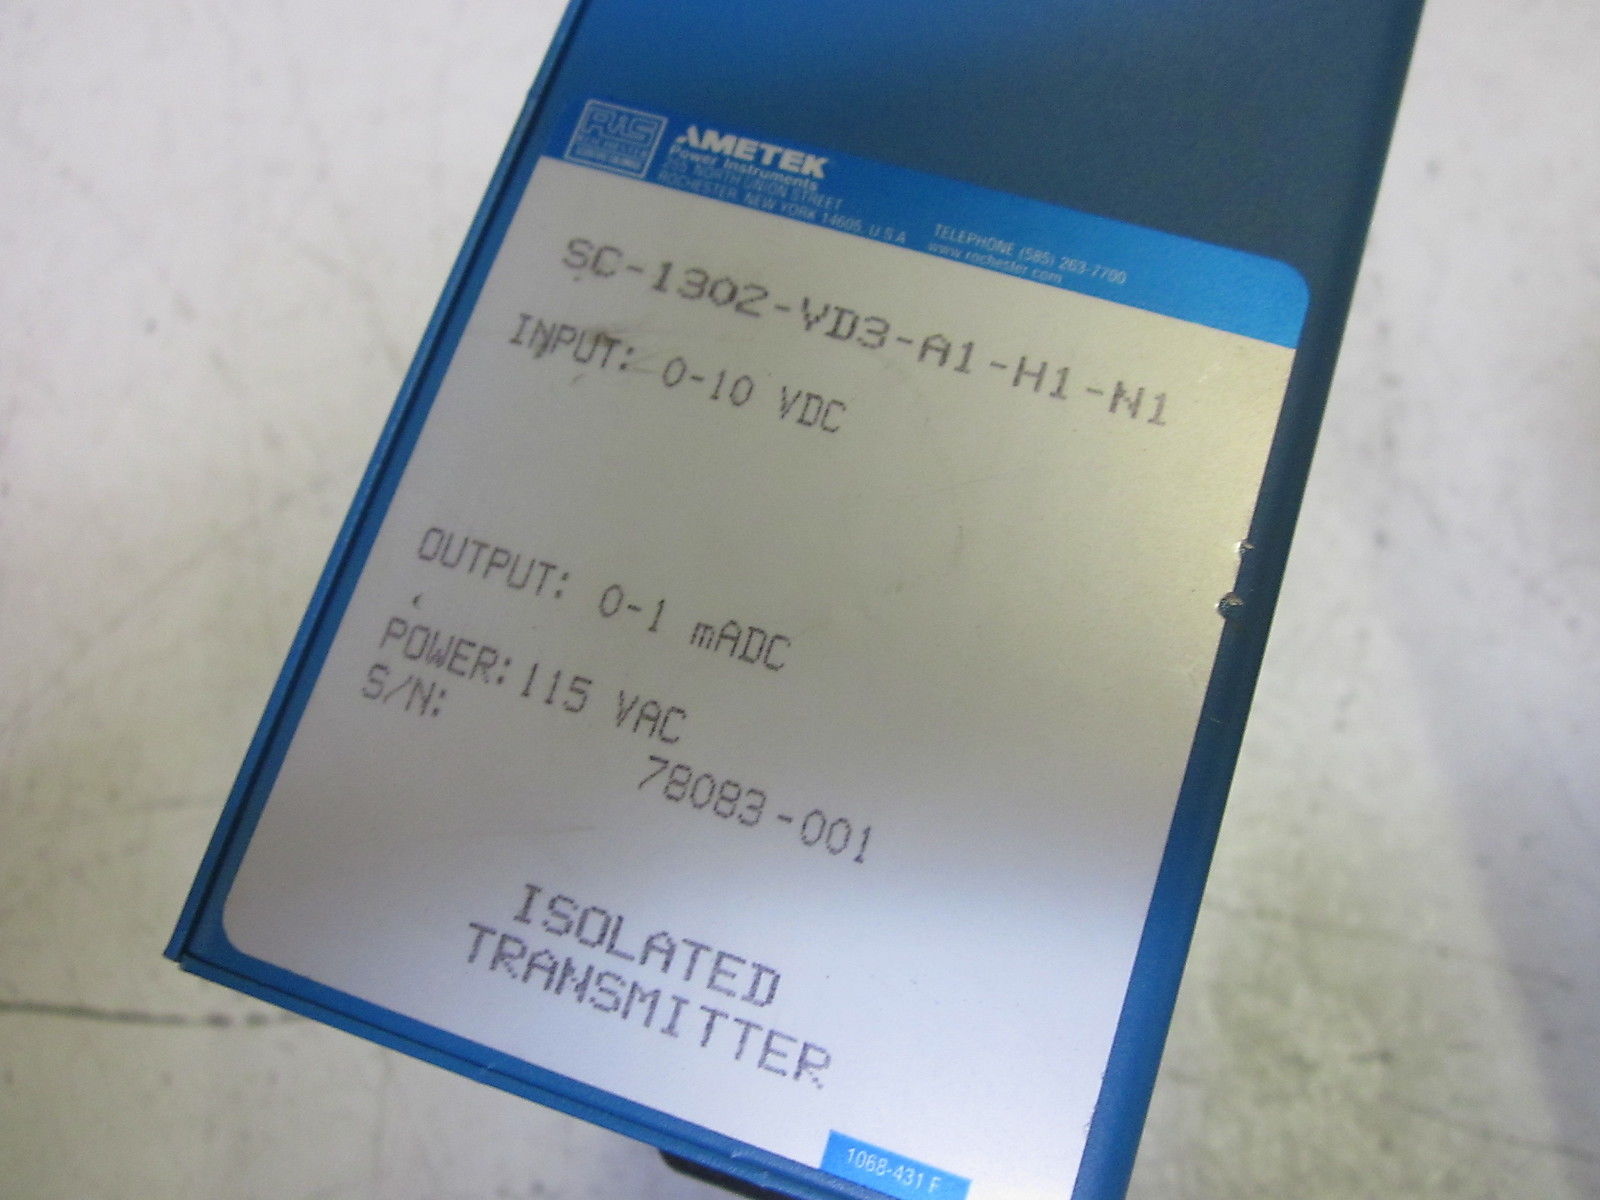 RIS
ROCHESTER
AMETEK
Power Instruments
255 NORTH UNION STREET
ROCHESTER, NEW YORK 14605, U.S.A
TELEPHONE (585) 263-7700
www.rochester.com
SC-1302-VD3-A1-H1-N1
INPUT: 0-10 VDC
OUTPUT: 0-1 mADC
POWER: 115 VAC
S/N:
78083-001
ISOLATED
TRANSMITTER
1068-431 F